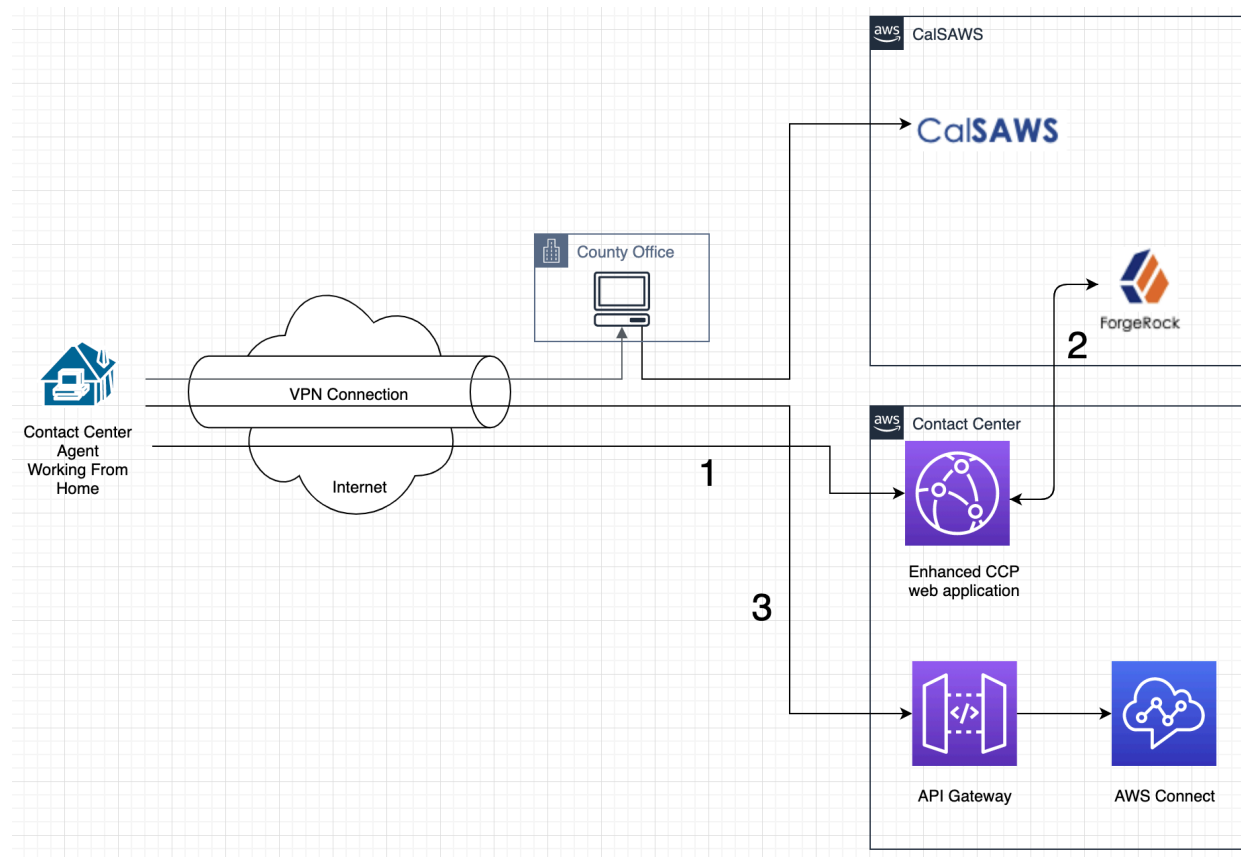 aws
CalSAWS
CalSAWS
County Office
ForgeRock
2
VPN Connection
Contact Center
Agent
Working From
Home
Internet
1
aws
Contact Center
Enhanced CCP
web application
3
</>
API Gateway
AWS Connect